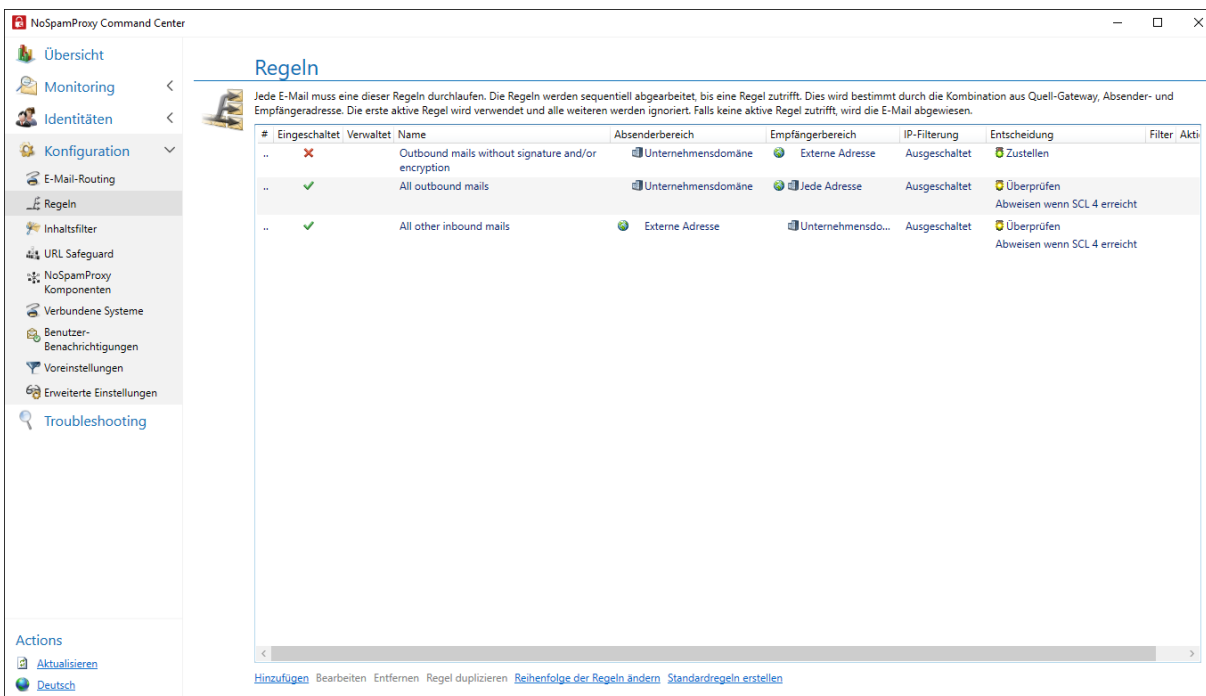 NoSpamProxy Command Center
Übersicht
Monitoring
Identitäten
Konfiguration
E-Mail-Routing
Regeln
Inhaltsfilter
URL Safeguard
NoSpamProxy
Komponenten
Verbundene Systeme
Benutzer-
Benachrichtigungen
Voreinstellungen
Erweiterte Einstellungen
Troubleshooting
Actions
Aktualisieren
Deutsch
Regeln
Jede E-Mail muss eine dieser Regeln durchlaufen. Die Regeln werden sequentiell abgearbeitet, bis eine Regel zutrifft. Dies wird bestimmt durch die Kombination aus Quell-Gateway, Absender- und
Empfängeradresse. Die erste aktive Regel wird verwendet und alle weiteren werden ignoriert. Falls keine aktive Regel zutrifft, wird die E-Mail abgewiesen.
# Eingeschaltet Verwaltet Name Absenderbereich Empfängerbereich IP-Filterung Entscheidung Filter Aktio
.. Outbound mails without signature and/or Unternehmensdomäne Externe Adresse Ausgeschaltet Zustellen
encryption
.. All outbound mails Unternehmensdomäne Jede Adresse Ausgeschaltet Überprüfen
Abweisen wenn SCL 4 erreicht
.. All other inbound mails Externe Adresse Unternehmensdo... Ausgeschaltet Überprüfen
Abweisen wenn SCL 4 erreicht
Hinzufügen Bearbeiten Entfernen Regel duplizieren Reihenfolge der Regeln ändern Standardregeln erstellen